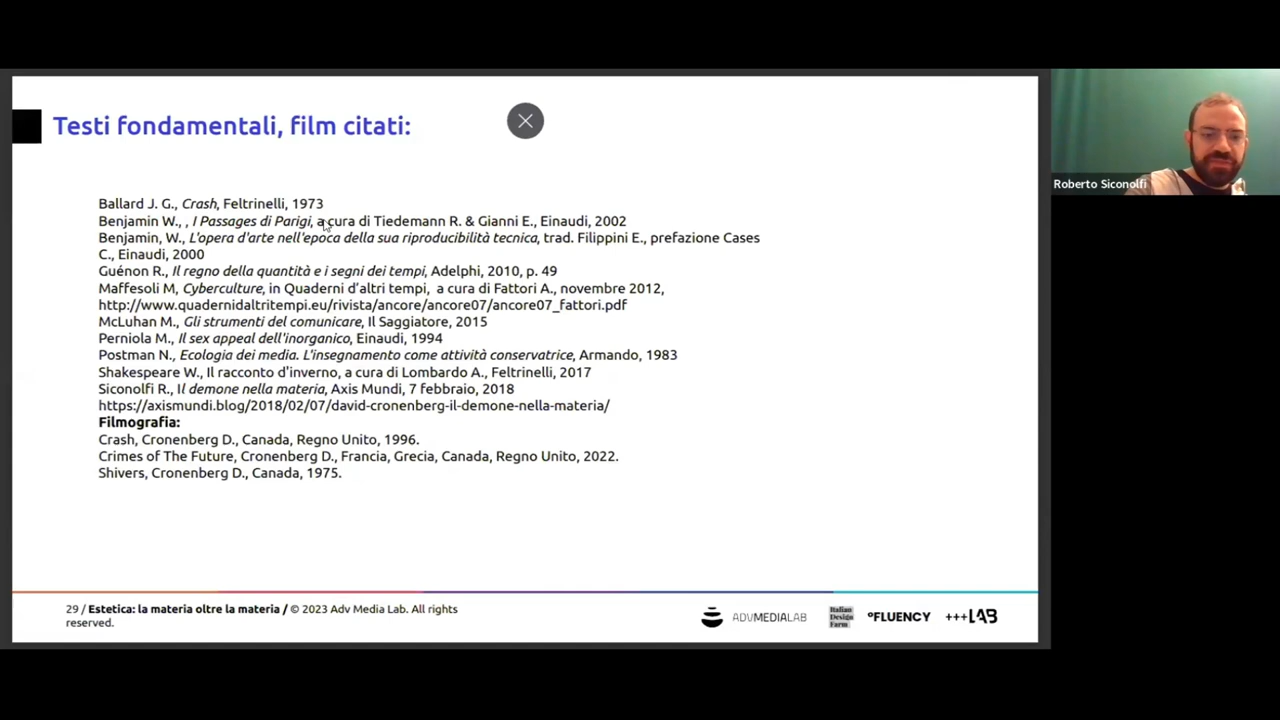 Testi fondamentali, film citati:
Ballard J. G., Crash, Feltrinelli, 1973
Benjamin W., , I Passages di Parigi, a cura di Tiedemann R. & Gianni E., Einaudi, 2002
Benjamin, W., L'opera d'arte nell'epoca della sua riproducibilità tecnica, trad. Filippini E., prefazione Cases
C., Einaudi, 2000
Guénon R., Il regno della quantità e i segni dei tempi, Adelphi, 2010, p. 49
Maffesoli M, Cyberculture, in Quaderni d'altri tempi, a cura di Fattori A., novembre 2012,
http://www.quadernidaltritempi.eu/rivista/ancore/ancore07/ancore07_fattori.pdf
McLuhan M., Gli strumenti del comunicare, Il Saggiatore, 2015
Perniola M., Il sex appeal dell'inorganico, Einaudi, 1994
Postman N., Ecologia dei media. L'insegnamento come attività conservatrice, Armando, 1983
Shakespeare W., Il racconto d'inverno, a cura di Lombardo A., Feltrinelli, 2017
Siconolfi R., Il demone nella materia, Axis Mundi, 7 febbraio, 2018
https://axismundi.blog/2018/02/07/david-cronenberg-il-demone-nella-materia/
Filmografia:
Crash, Cronenberg D., Canada, Regno Unito, 1996.
Crimes of The Future, Cronenberg D., Francia, Grecia, Canada, Regno Unito, 2022.
Shivers, Cronenberg D., Canada, 1975.
29 / Estetica: la materia oltre la materia / © 2023 Adv Media Lab. All rights
reserved.
ADVMEDIALAB
Italian
Design
Farm
°FLUENCY
+++LAB
Roberto Siconolfi